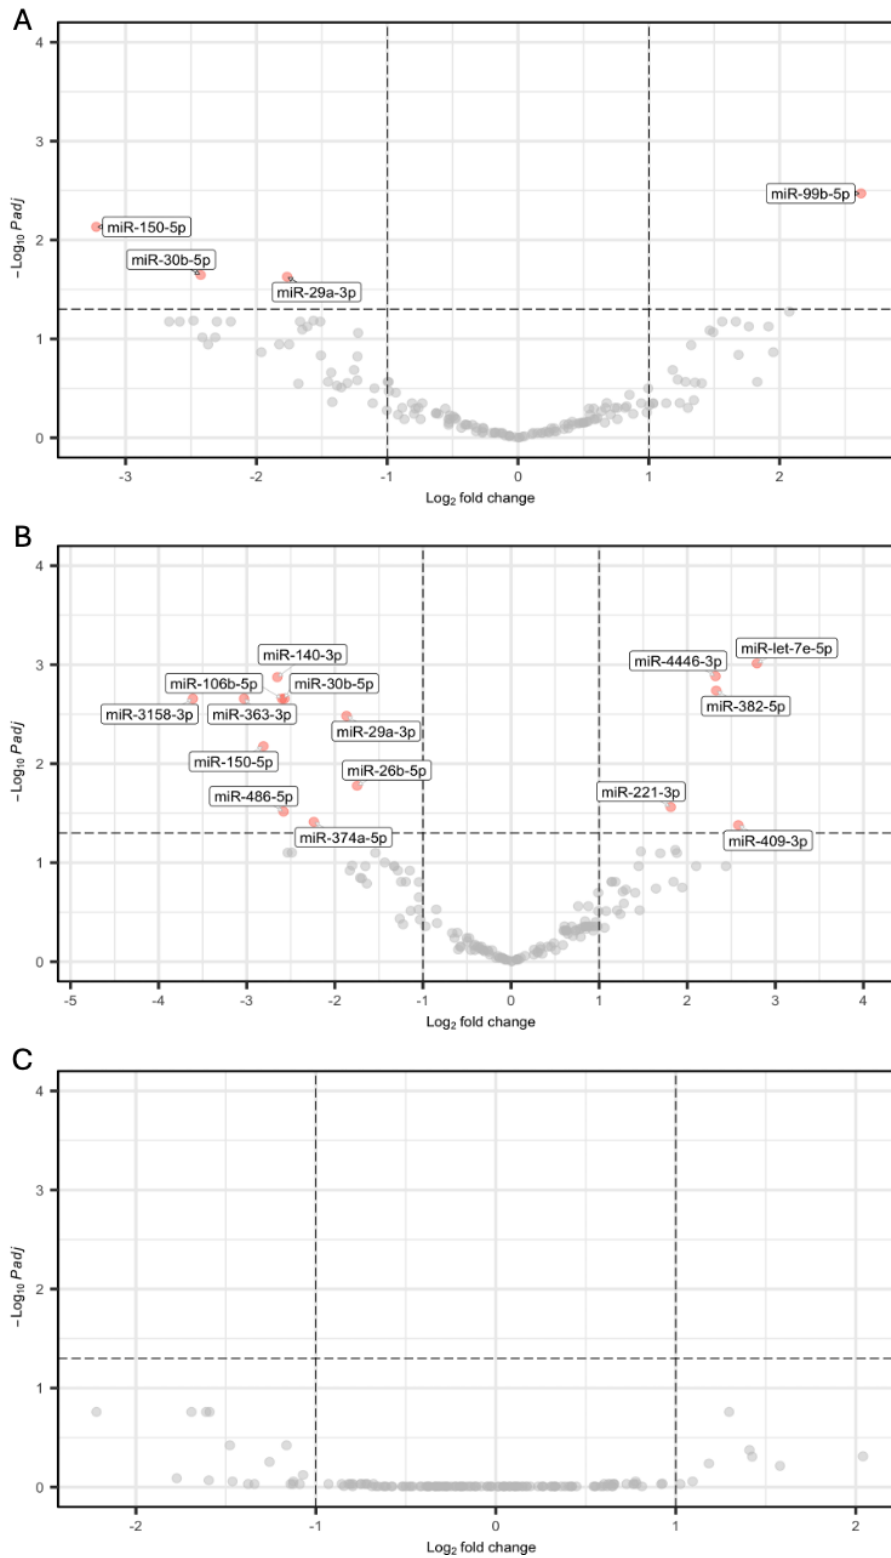 A
4
3
2
1
0
−Log10 Padj
miR-99b-5p
miR-150-5p
miR-30b-5p
miR-29a-3p
-3
-2
-1
0
1
2
Log2 fold change
B
4
3
2
1
0
−Log10 Padj
miR-140-3p
miR-let-7e-5p
miR-4446-3p
miR-106b-5p
miR-30b-5p
miR-3158-3p
miR-363-3p
miR-382-5p
miR-29a-3p
miR-150-5p
miR-26b-5p
miR-486-5p
miR-221-3p
miR-374a-5p
miR-409-3p
-5
-4
-3
-2
-1
0
1
2
3
4
Log2 fold change
C
4
3
2
1
0
−Log10 Padj
-2
-1
0
1
2
Log2 fold change